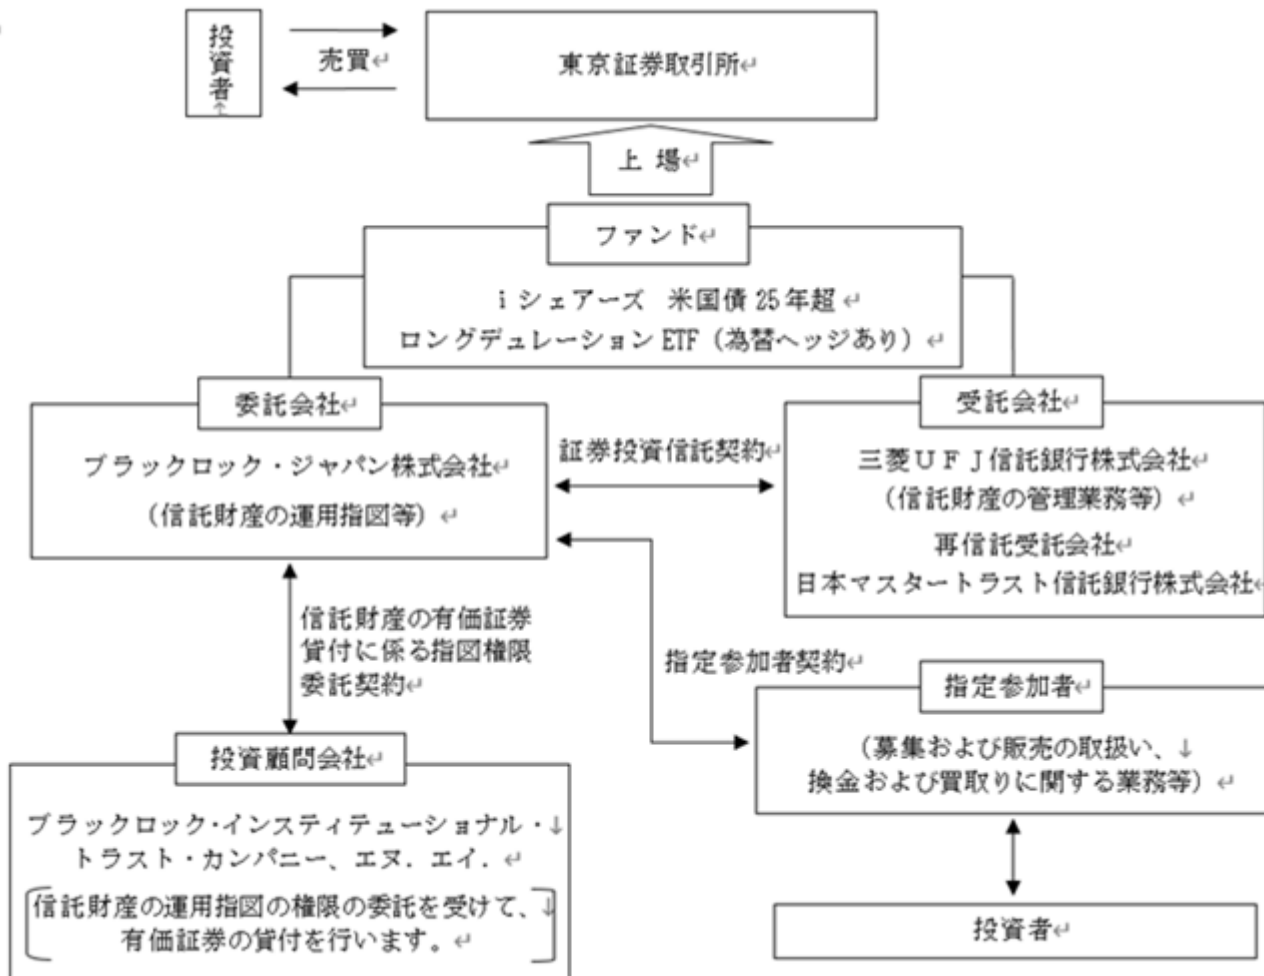 投資者
売買
東京証券取引所
上 場
ファンド
iシェアーズ 米国債25年超
ロングデュレーションETF（為替ヘッジあり）
委託会社
ブラックロック・ジャパン株式会社
（信託財産の運用指図等）
証券投資信託契約
受託会社
三菱UFJ信託銀行株式会社
（信託財産の管理業務等）
再信託受託会社
日本マスタートラスト信託銀行株式会社
信託財産の有価証券
貸付に係る指図権限
委託契約
指定参加者契約
指定参加者
（募集および販売の取扱い、
換金および買取りに関する業務等）
投資顧問会社
ブラックロック・インスティテューショナル・
トラスト・カンパニー、エヌ．エイ．
信託財産の運用指図の権限の委託を受けて、
有価証券の貸付を行います。
投資者